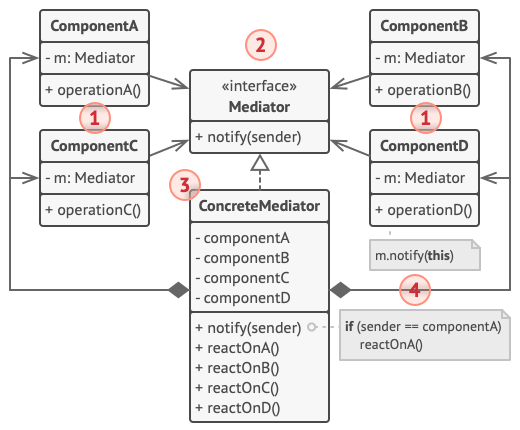 ComponentA
- m: Mediator
+ operationA()
1
ComponentC
- m: Mediator
+ operationC()
2
«interface»
Mediator
+ notify(sender)
ComponentB
- m: Mediator
+ operationB()
1
ComponentD
- m: Mediator
+ operationD()
m.notify(this)
3
ConcreteMediator
- componentA
- componentB
- componentC
- componentD
+ notify(sender)
+ reactOnA()
+ reactOnB()
+ reactOnC()
+ reactOnD()
4
if (sender == componentA)
reactOnA()